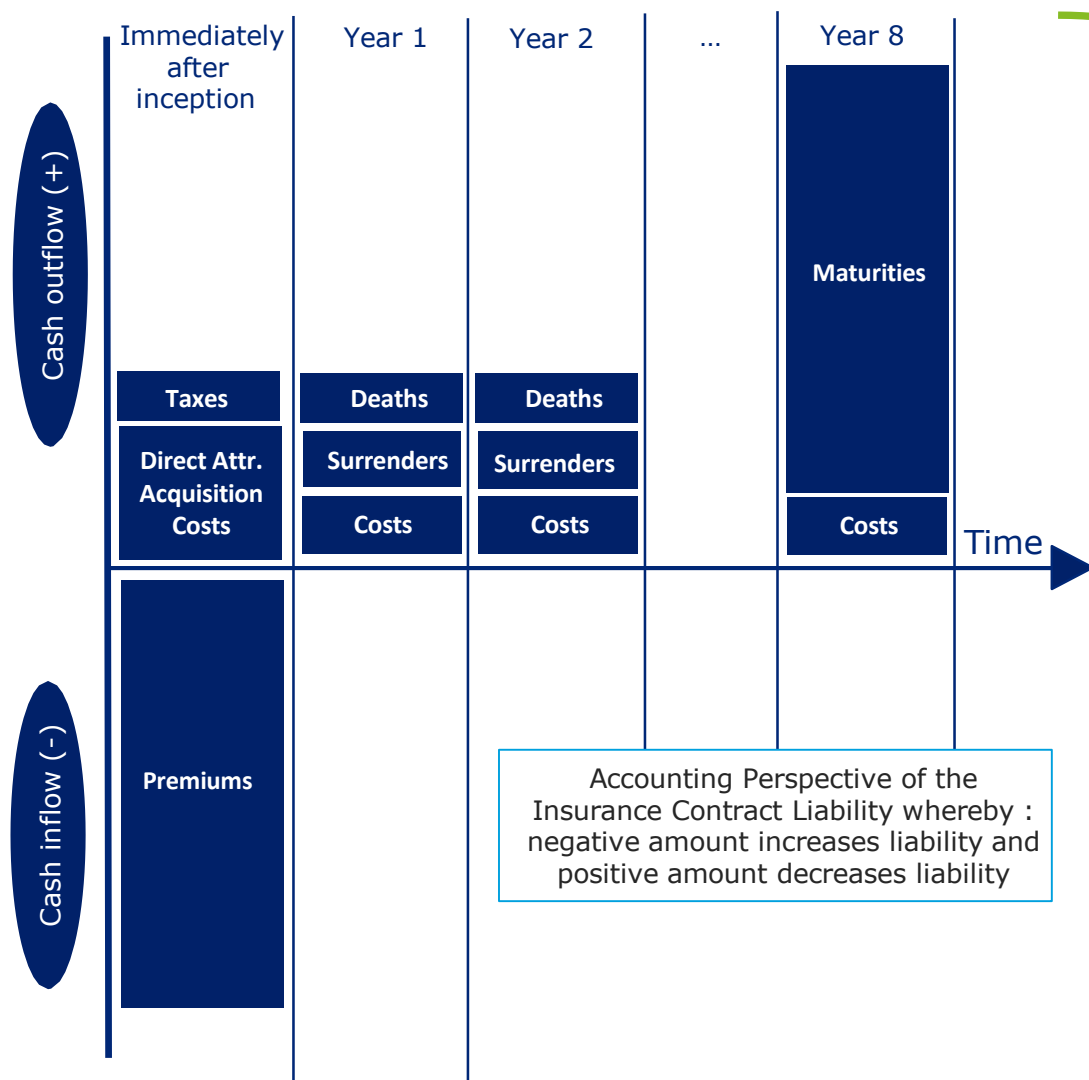 Immediately
after
inception
Year 1
Year 2
...
Year 8
Cash outflow (+)
Maturities
Taxes
Deaths
Deaths
Direct Attr.
Acquisition
Costs
Surrenders
Surrenders
Costs
Costs
Costs
Time
Cash inflow (-)
Premiums
Accounting Perspective of the
Insurance Contract Liability whereby :
negative amount increases liability and
positive amount decreases liability